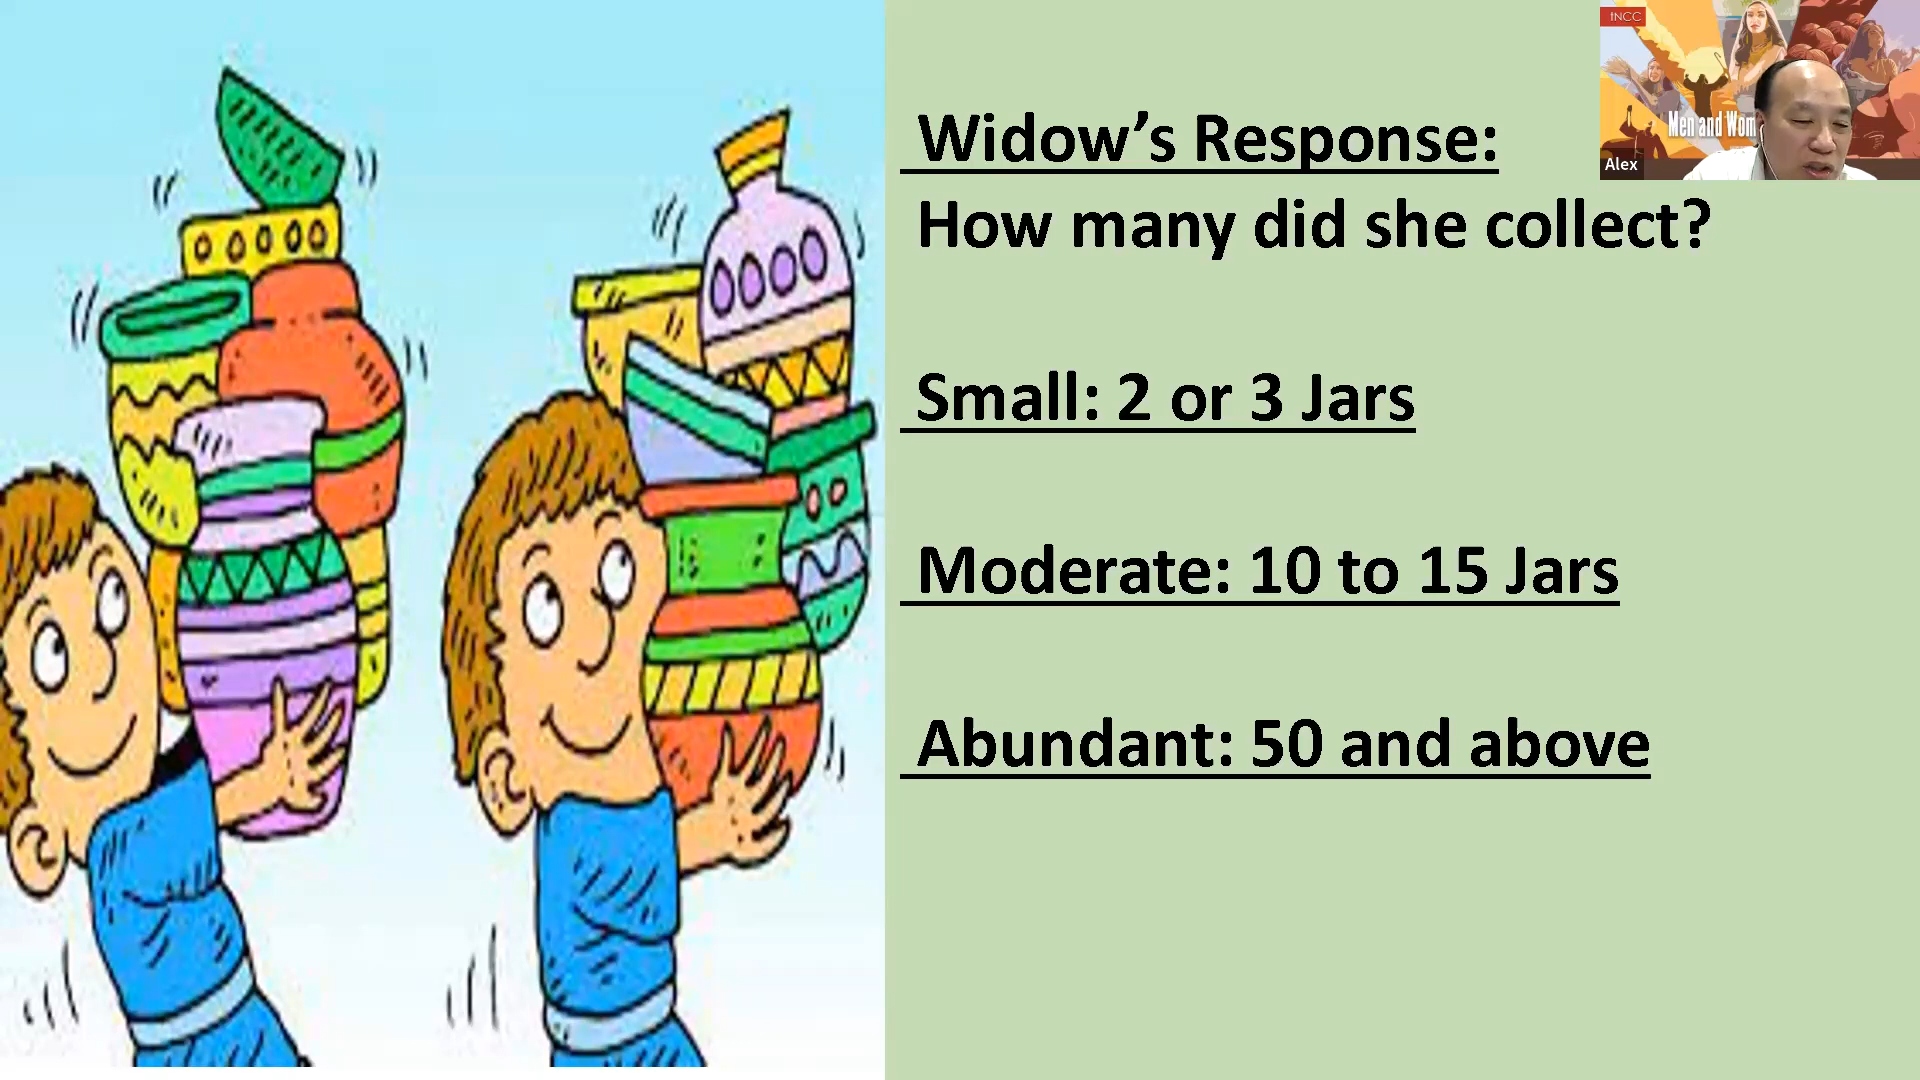 Widow’s Response:
How many did she collect?
Small: 2 or 3 Jars
Moderate: 10 to 15 Jars
Abundant: 50 and above
INCC
Men and Wom
Alex